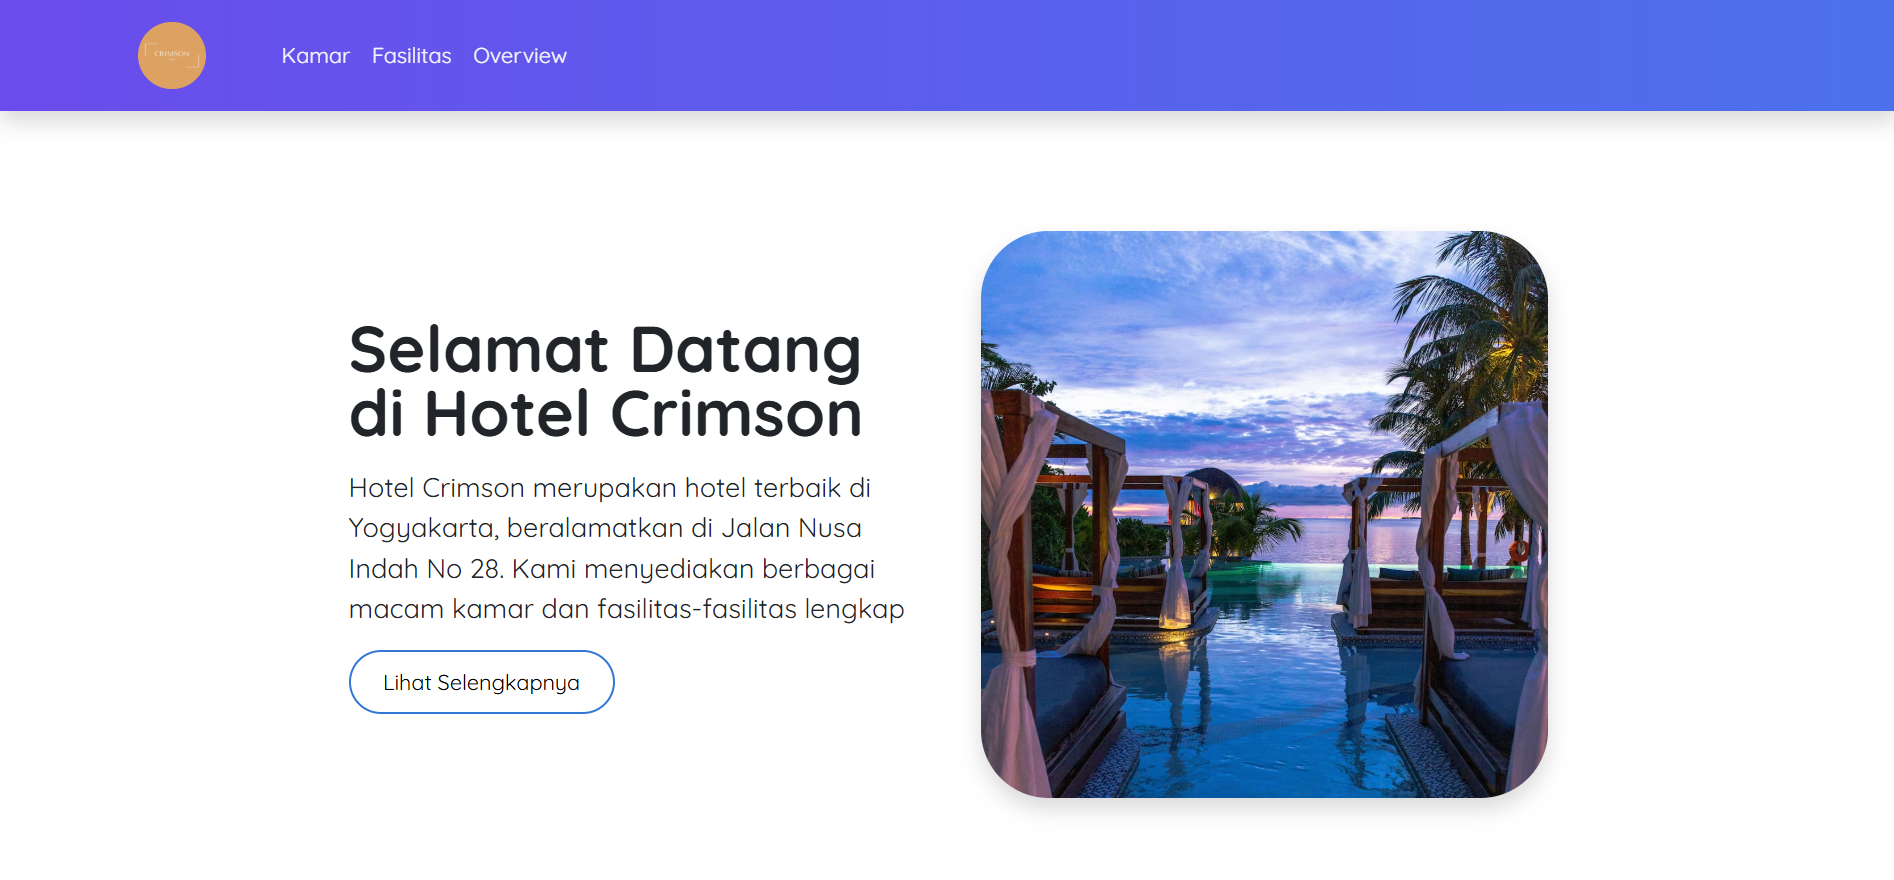 CRIMSON
Kamar Fasilitas Overview
Selamat Datang
di Hotel Crimson
Hotel Crimson merupakan hotel terbaik di
Yogyakarta, beralamatkan di Jalan Nusa
Indah No 28. Kami menyediakan berbagai
macam kamar dan fasilitas-fasilitas lengkap
Lihat Selengkapnya